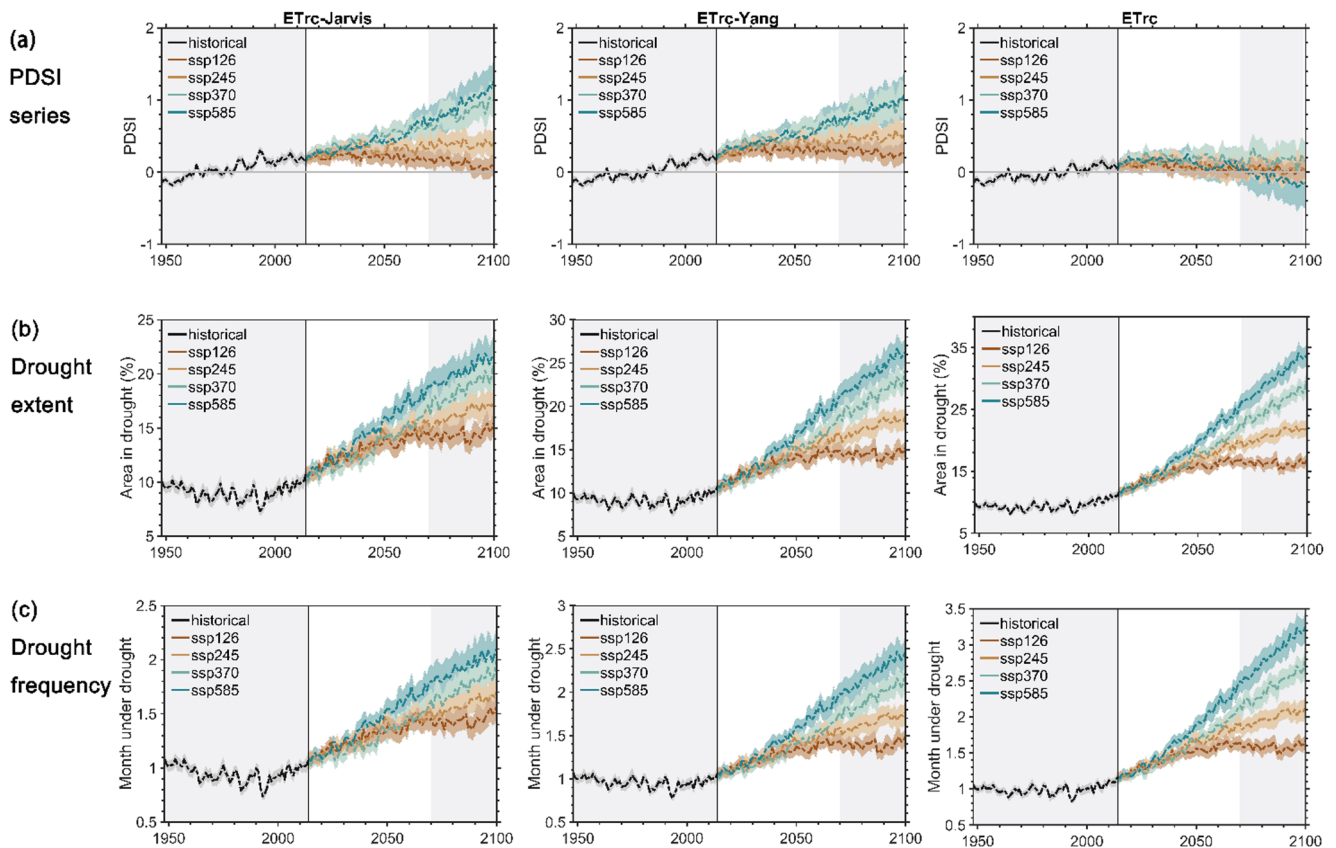 ETrc-Jarvis
ETrc-Yang
ETrc
(a)
PDSI
series
PDSI
2
1
0
-1
historical
ssp126
ssp245
ssp370
ssp585
1950 2000 2050 2100
PDSI
2
1
0
-1
historical
ssp126
ssp245
ssp370
ssp585
1950 2000 2050 2100
PDSI
2
1
0
-1
historical
ssp126
ssp245
ssp370
ssp585
1950 2000 2050 2100
(b)
Drought
extent
Area in drought (%)
25
20
15
10
5
historical
ssp126
ssp245
ssp370
ssp585
1950 2000 2050 2100
Area in drought (%)
30
25
20
15
10
5
historical
ssp126
ssp245
ssp370
ssp585
1950 2000 2050 2100
Area in drought (%)
35
25
15
5
historical
ssp126
ssp245
ssp370
ssp585
1950 2000 2050 2100
(c)
Drought
frequency
Month under drought
2.5
2
1.5
1
0.5
historical
ssp126
ssp245
ssp370
ssp585
1950 2000 2050 2100
Month under drought
3
2.5
2
1.5
1
0.5
historical
ssp126
ssp245
ssp370
ssp585
1950 2000 2050 2100
Month under drought
3.5
3
2.5
2
1.5
1
0.5
historical
ssp126
ssp245
ssp370
ssp585
1950 2000 2050 2100